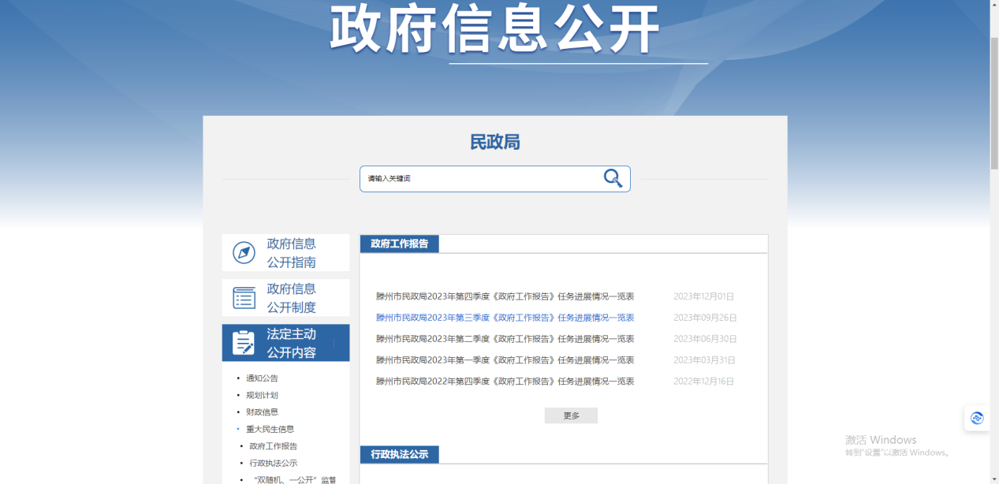 政府信息公开
民政局
请输入关键词
政府信息
公开指南
政府信息
公开制度
法定主动
公开内容
• 通知公告
• 规划计划
• 财政信息
• 重大民生信息
• 政府工作报告
• 行政执法公示
• “双随机、一公开”监督
政府工作报告
滕州市民政局2023年第四季度《政府工作报告》任务进展情况一览表 2023年12月01日
滕州市民政局2023年第三季度《政府工作报告》任务进展情况一览表 2023年09月26日
滕州市民政局2023年第二季度《政府工作报告》任务进展情况一览表 2023年06月30日
滕州市民政局2023年第一季度《政府工作报告》任务进展情况一览表 2023年03月31日
滕州市民政局2022年第四季度《政府工作报告》任务进展情况一览表 2022年12月16日
更多
行政执法公示
激活 Windows
转到“设置”以激活 Windows。